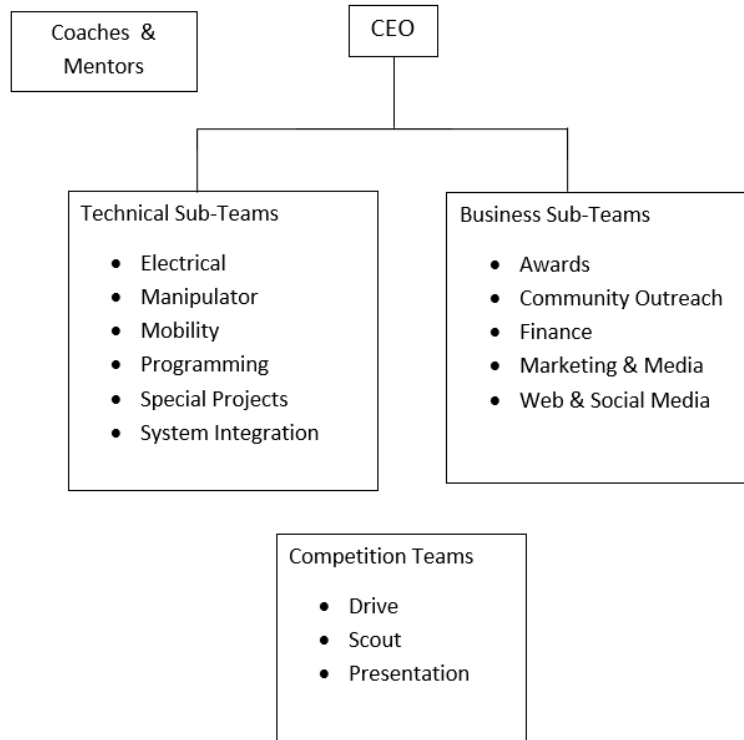 Coaches &
Mentors
CEO
Technical Sub-Teams
• Electrical
• Manipulator
• Mobility
• Programming
• Special Projects
• System Integration
Business Sub-Teams
• Awards
• Community Outreach
• Finance
• Marketing & Media
• Web & Social Media
Competition Teams
• Drive
• Scout
• Presentation